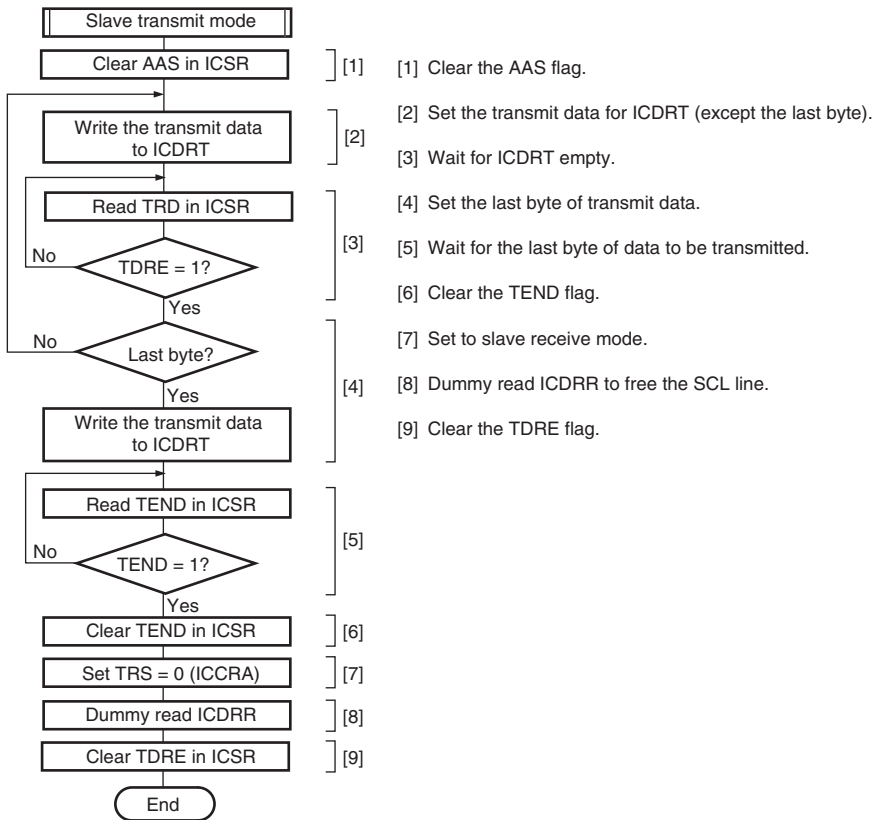 Slave transmit mode
Clear AAS in ICSR
[1]
Write the transmit data
to ICDRT
[2]
Read TRD in ICSR
No
TDRE = 1?
[3]
Yes
No
Last byte?
Yes
[4]
Write the transmit data
to ICDRT
Read TEND in ICSR
No
TEND = 1?
[5]
Yes
Clear TEND in ICSR
[6]
Set TRS = 0 (ICCRA)
[7]
Dummy read ICDRR
[8]
Clear TDRE in ICSR
[9]
End
[1] Clear the AAS flag.
[2] Set the transmit data for ICDRT (except the last byte).
[3] Wait for ICDRT empty.
[4] Set the last byte of transmit data.
[5] Wait for the last byte of data to be transmitted.
[6] Clear the TEND flag.
[7] Set to slave receive mode.
[8] Dummy read ICDRR to free the SCL line.
[9] Clear the TDRE flag.